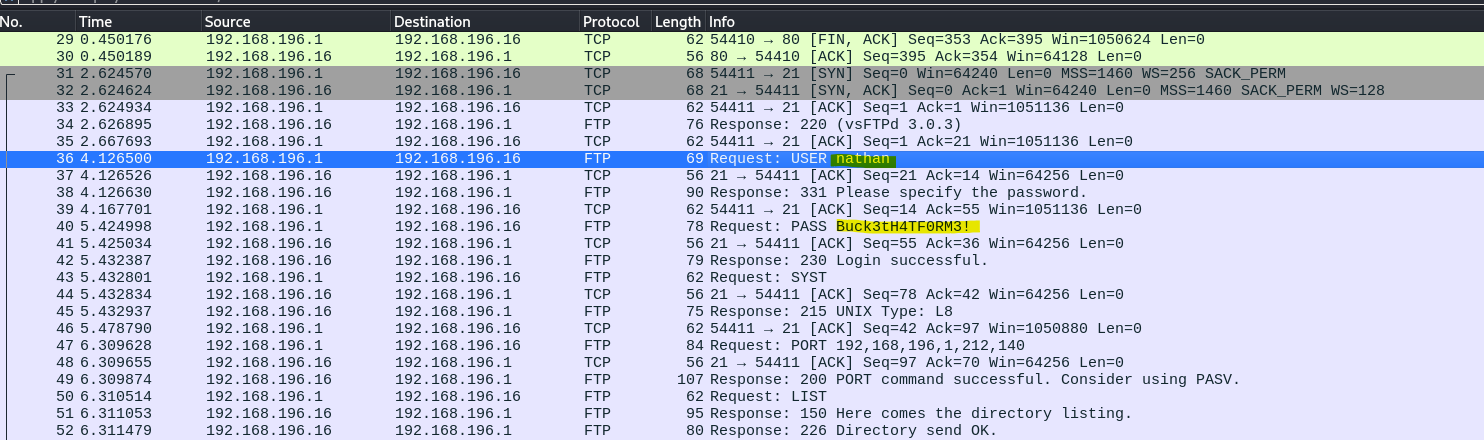 No. Time Source Destination Protocol Length Info
29 0.450176 192.168.196.1 192.168.196.16 TCP 62 54410 → 80 [FIN, ACK] Seq=353 Ack=395 Win=1050624 Len=0
30 0.450189 192.168.196.16 192.168.196.1 TCP 56 80 → 54410 [ACK] Seq=395 Ack=354 Win=64128 Len=0
31 2.624570 192.168.196.1 192.168.196.16 TCP 68 54411 → 21 [SYN] Seq=0 Win=64240 Len=0 MSS=1460 WS=256 SACK_PERM
32 2.624624 192.168.196.16 192.168.196.1 TCP 68 21 → 54411 [SYN, ACK] Seq=0 Ack=1 Win=64240 Len=0 MSS=1460 SACK_PERM WS=128
33 2.624934 192.168.196.1 192.168.196.16 TCP 62 54411 → 21 [ACK] Seq=1 Ack=1 Win=1051136 Len=0
34 2.626895 192.168.196.16 192.168.196.1 FTP 76 Response: 220 (vsFTPd 3.0.3)
35 2.667693 192.168.196.1 192.168.196.16 TCP 62 54411 → 21 [ACK] Seq=1 Ack=21 Win=1051136 Len=0
36 4.126500 192.168.196.1 192.168.196.16 FTP 69 Request: USER nathan
37 4.126526 192.168.196.16 192.168.196.1 TCP 56 21 → 54411 [ACK] Seq=21 Ack=14 Win=64256 Len=0
38 4.126630 192.168.196.16 192.168.196.1 FTP 90 Response: 331 Please specify the password.
39 4.167701 192.168.196.1 192.168.196.16 TCP 62 54411 → 21 [ACK] Seq=14 Ack=55 Win=1051136 Len=0
40 5.424998 192.168.196.1 192.168.196.16 FTP 78 Request: PASS Buck3tH4TF0RM3!
41 5.425034 192.168.196.16 192.168.196.1 TCP 56 21 → 54411 [ACK] Seq=55 Ack=36 Win=64256 Len=0
42 5.432387 192.168.196.16 192.168.196.1 FTP 79 Response: 230 Login successful.
43 5.432801 192.168.196.1 192.168.196.16 FTP 62 Request: SYST
44 5.432834 192.168.196.16 192.168.196.1 TCP 56 21 → 54411 [ACK] Seq=78 Ack=42 Win=64256 Len=0
45 5.432937 192.168.196.16 192.168.196.1 FTP 75 Response: 215 UNIX Type: L8
46 5.478790 192.168.196.1 192.168.196.16 TCP 62 54411 → 21 [ACK] Seq=42 Ack=97 Win=1050880 Len=0
47 6.309628 192.168.196.1 192.168.196.16 FTP 84 Request: PORT 192,168,196,1,212,140
48 6.309655 192.168.196.16 192.168.196.1 TCP 56 21 → 54411 [ACK] Seq=97 Ack=70 Win=64256 Len=0
49 6.309874 192.168.196.16 192.168.196.1 FTP 107 Response: 200 PORT command successful. Consider using PASV.
50 6.310514 192.168.196.1 192.168.196.16 FTP 62 Request: LIST
51 6.311053 192.168.196.16 192.168.196.1 FTP 95 Response: 150 Here comes the directory listing.
52 6.311479 192.168.196.16 192.168.196.1 FTP 80 Response: 226 Directory send OK.